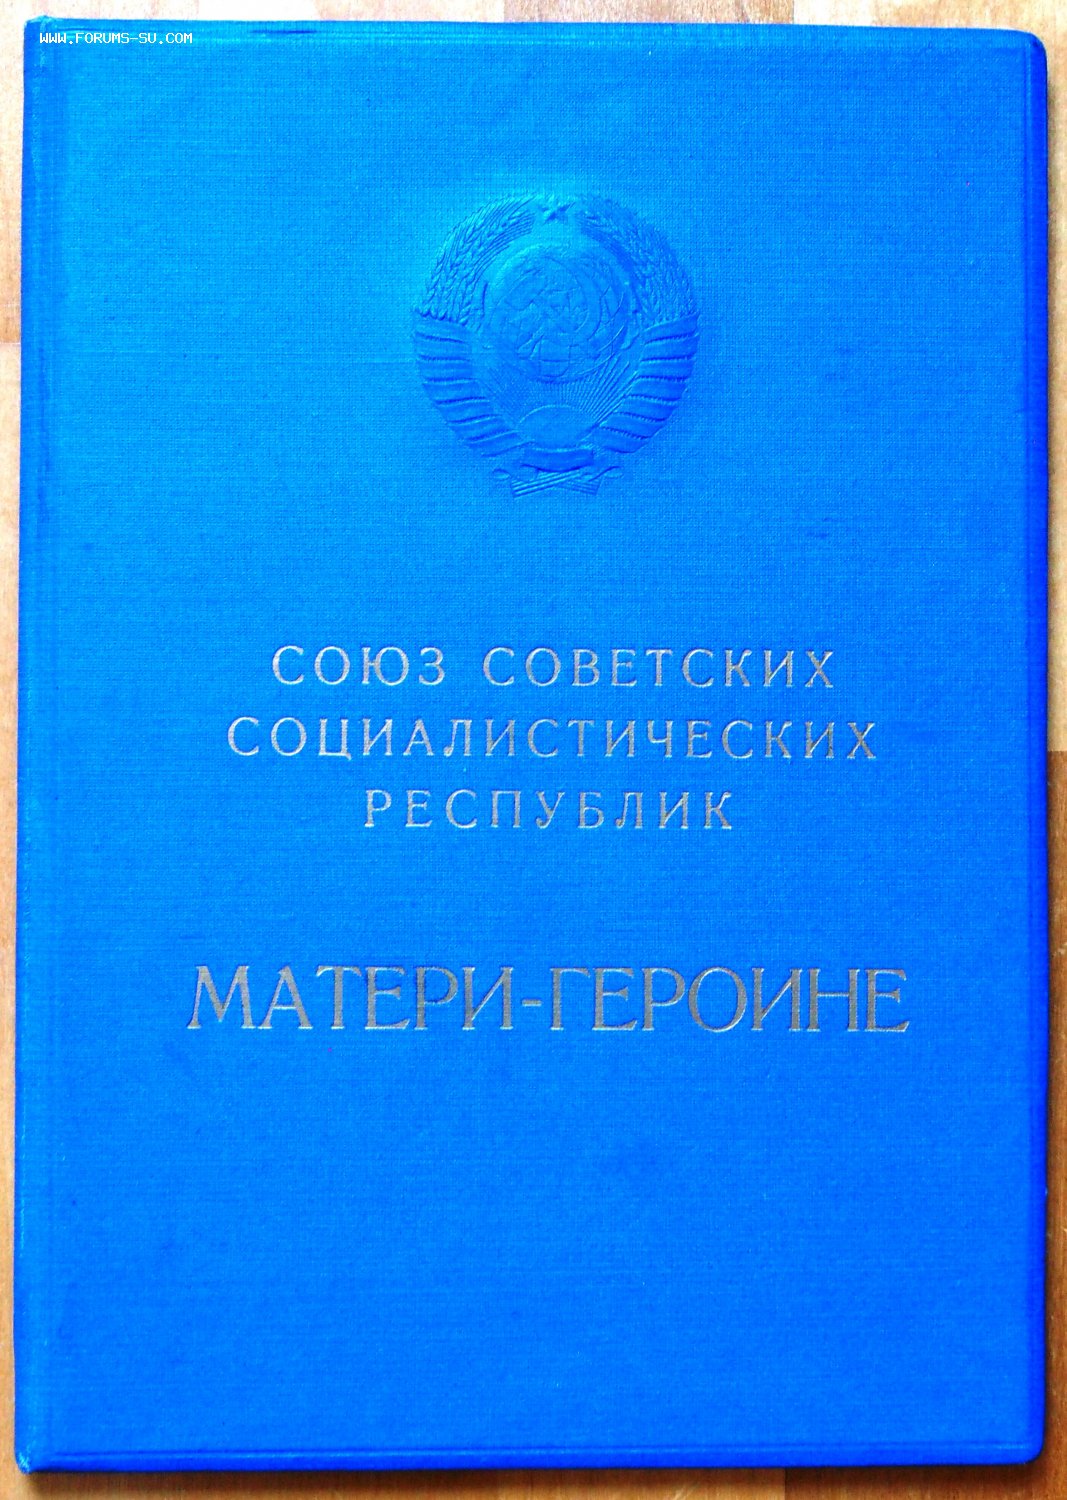 WWW.FORUMS-SU.COM
СОЮЗ СОВЕТСКИХ
СОЦИАЛИСТИЧЕСКИХ
РЕСПУБЛИК
МАТЕРИ-ГЕРОИНЕ